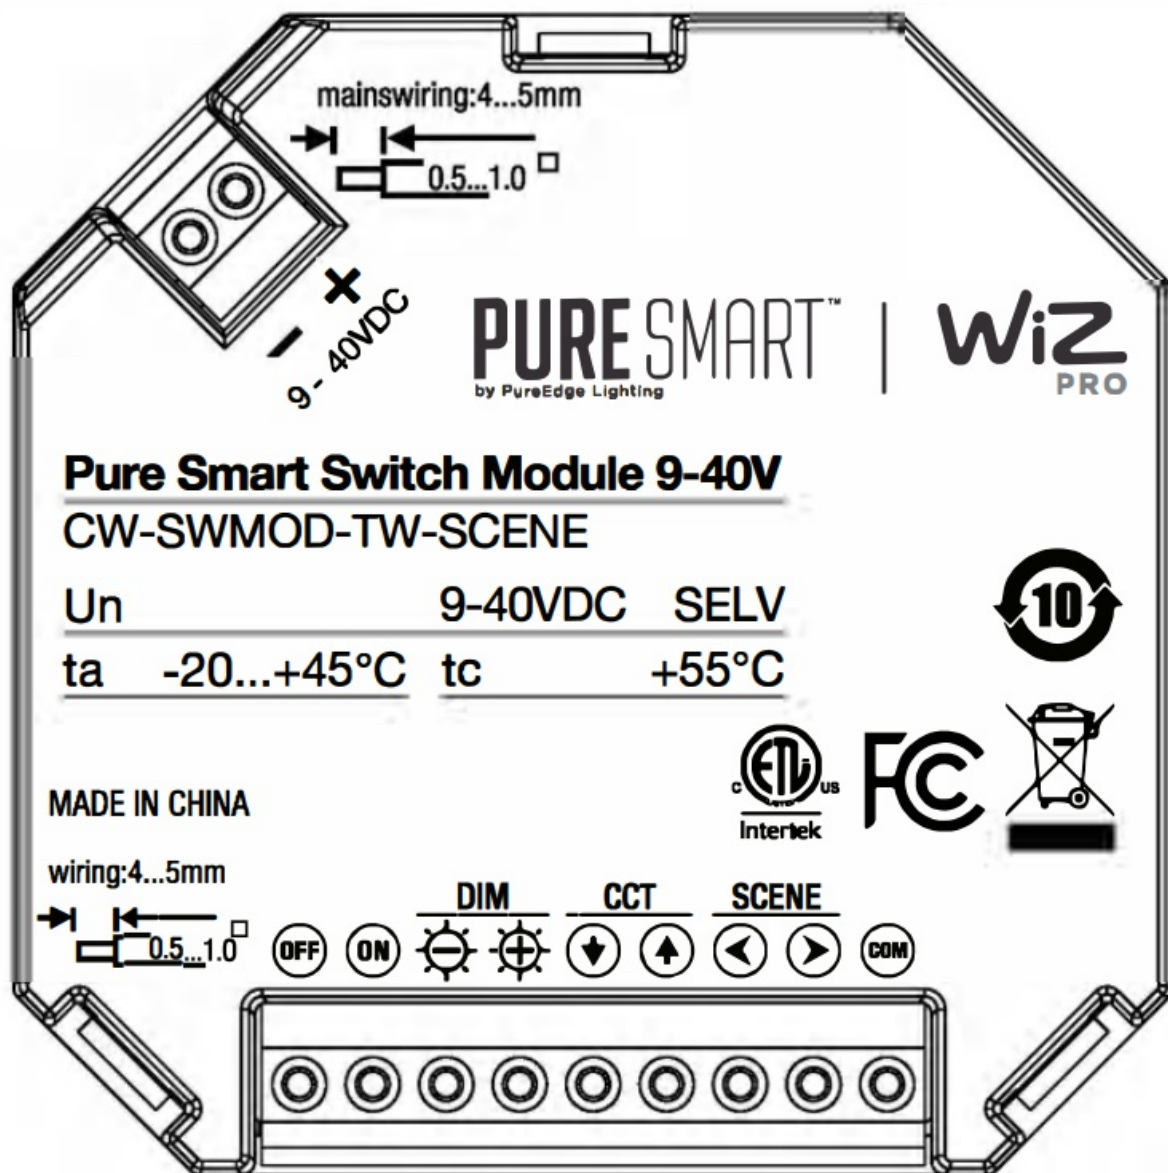 mainswiring:4...5mm
0.5...1.0 □
+
-
9 - 40VDC
PURE SMART™ | WiZ
by PureEdge Lighting
PRO
Pure Smart Switch Module 9-40V
CW-SWMOD-TW-SCENE
Un 9-40VDC SELV
ta -20...+45°C tc +55°C
10
ETL
C US
Intertek
FC
MADE IN CHINA
wiring:4...5mm
0.5...1.0 □
DIM CCT SCENE
OFF ON - + COM